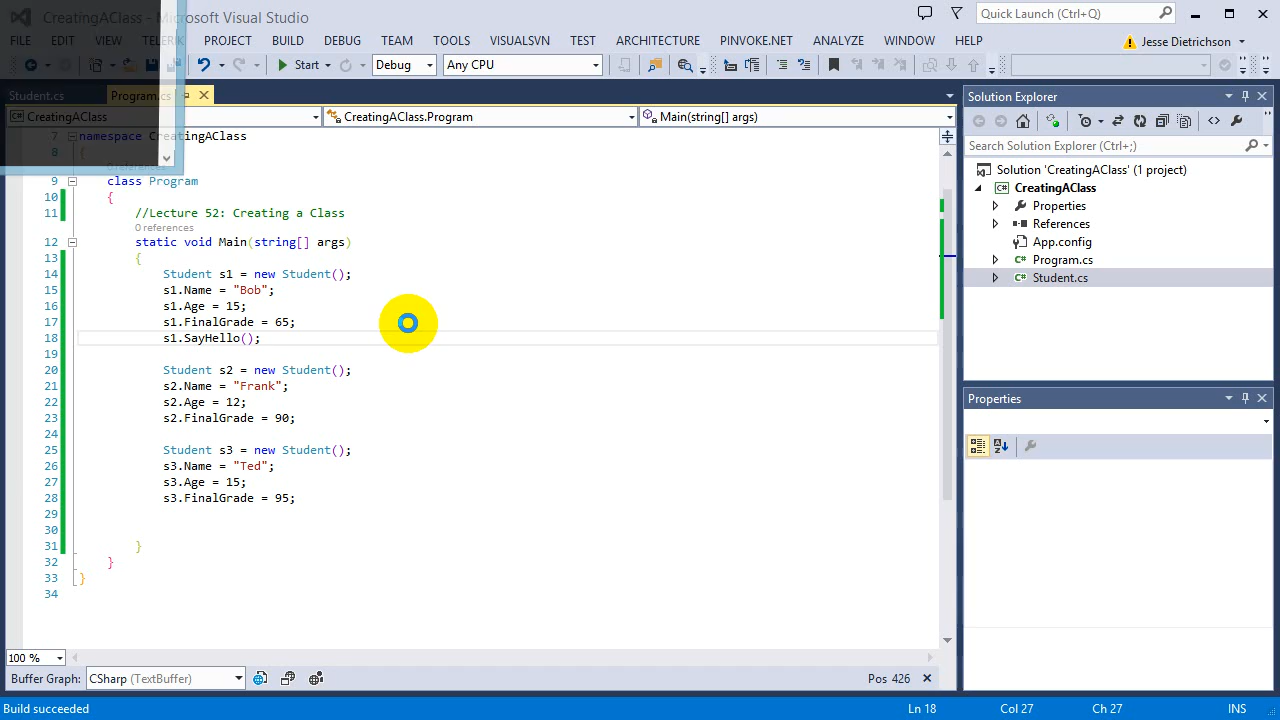 CreatingAClass - Microsoft Visual Studio
Quick Launch (Ctrl+Q)
FILE EDIT VIEW TELERIK PROJECT BUILD DEBUG TEAM TOOLS VISUALSVN TEST ARCHITECTURE PINVOKE.NET ANALYZE WINDOW HELP
Jesse Dietrichson
Start Debug Any CPU
Student.cs Program.cs
CreatingAClass CreatingAClass.Program Main(string[] args)
7 namespace CreatingAClass
8 {
0 references
9 class Program
10 {
11 //Lecture 52: Creating a Class
0 references
12 static void Main(string[] args)
13 {
14 Student s1 = new Student();
15 s1.Name = "Bob";
16 s1.Age = 15;
17 s1.FinalGrade = 65;
18 s1.SayHello();
19
20 Student s2 = new Student();
21 s2.Name = "Frank";
22 s2.Age = 12;
23 s2.FinalGrade = 90;
24
25 Student s3 = new Student();
26 s3.Name = "Ted";
27 s3.Age = 15;
28 s3.FinalGrade = 95;
29
30
31 }
32 }
33 }
34
100 %
Buffer Graph: CSharp (TextBuffer) Pos 426
Solution Explorer
Search Solution Explorer (Ctrl+;)
Solution 'CreatingAClass' (1 project)
CreatingAClass
Properties
References
App.config
Program.cs
Student.cs
Properties
Build succeeded Ln 18 Col 27 Ch 27 INS